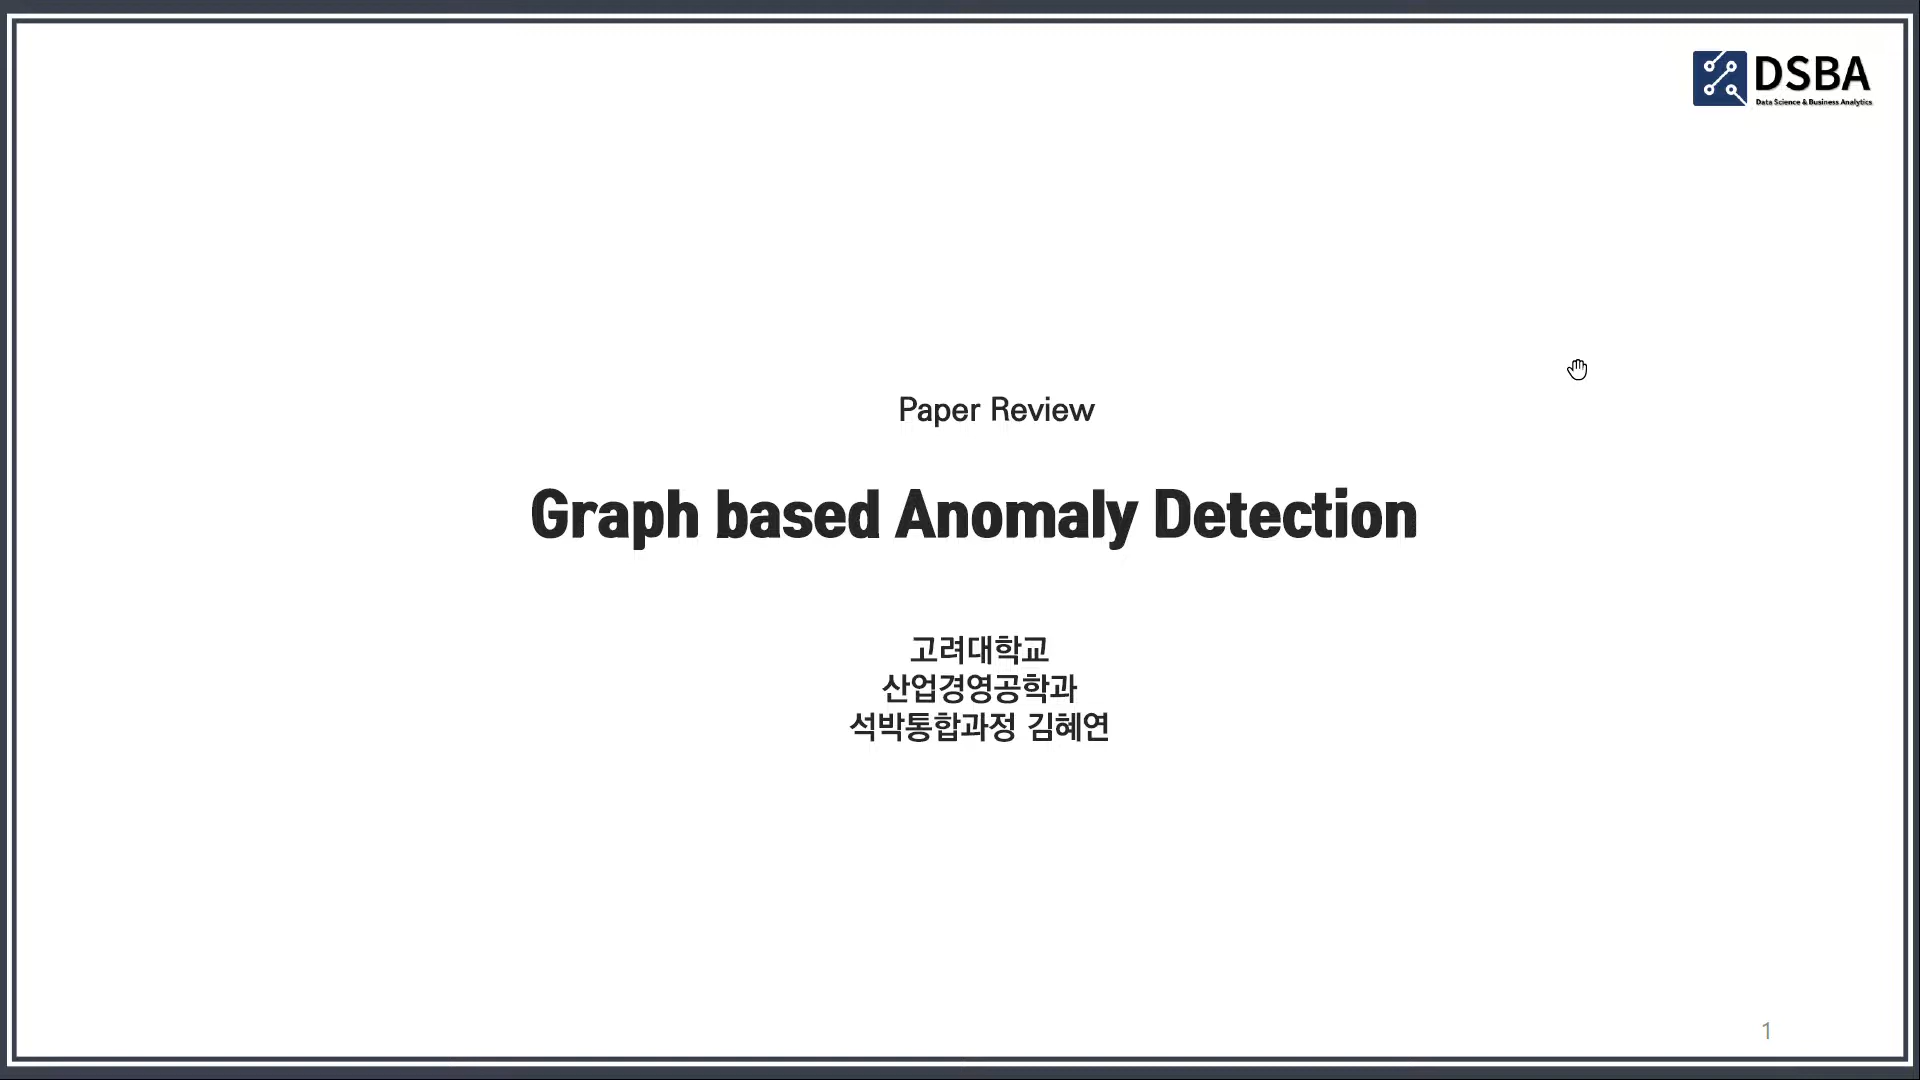 DSBA
Data Science & Business Analytics
Paper Review
Graph based Anomaly Detection
고려대학교
산업경영공학과
석박통합과정 김혜연
1